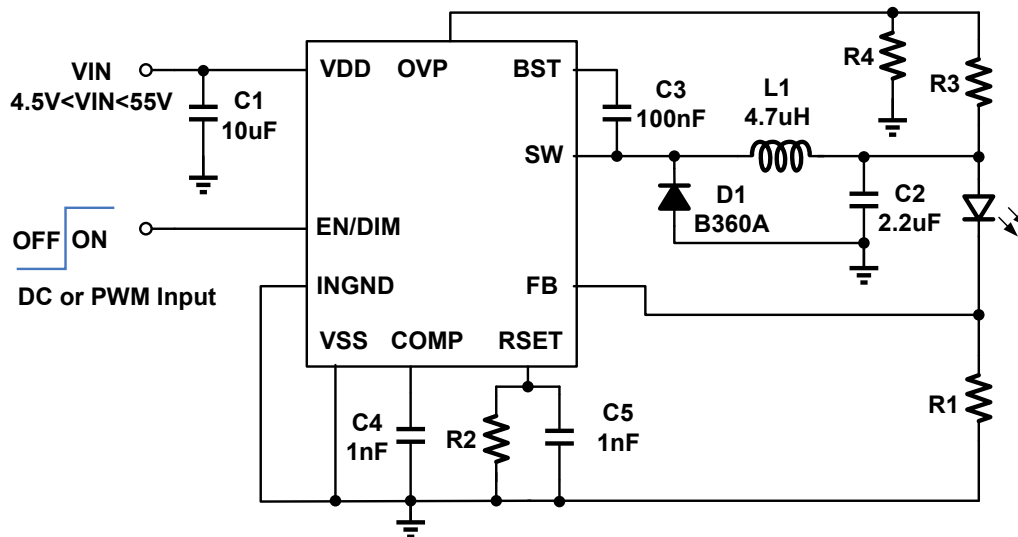 VIN
4.5V<VIN<55V
C1
10uF
OFF
ON
DC or PWM Input
VDD
OVP
BST
SW
EN/DIM
INGND
FB
VSS
COMP
RSET
C3
100nF
L1
4.7uH
R4
R3
D1
B360A
C2
2.2uF
C4
1nF
R2
C5
1nF
R1